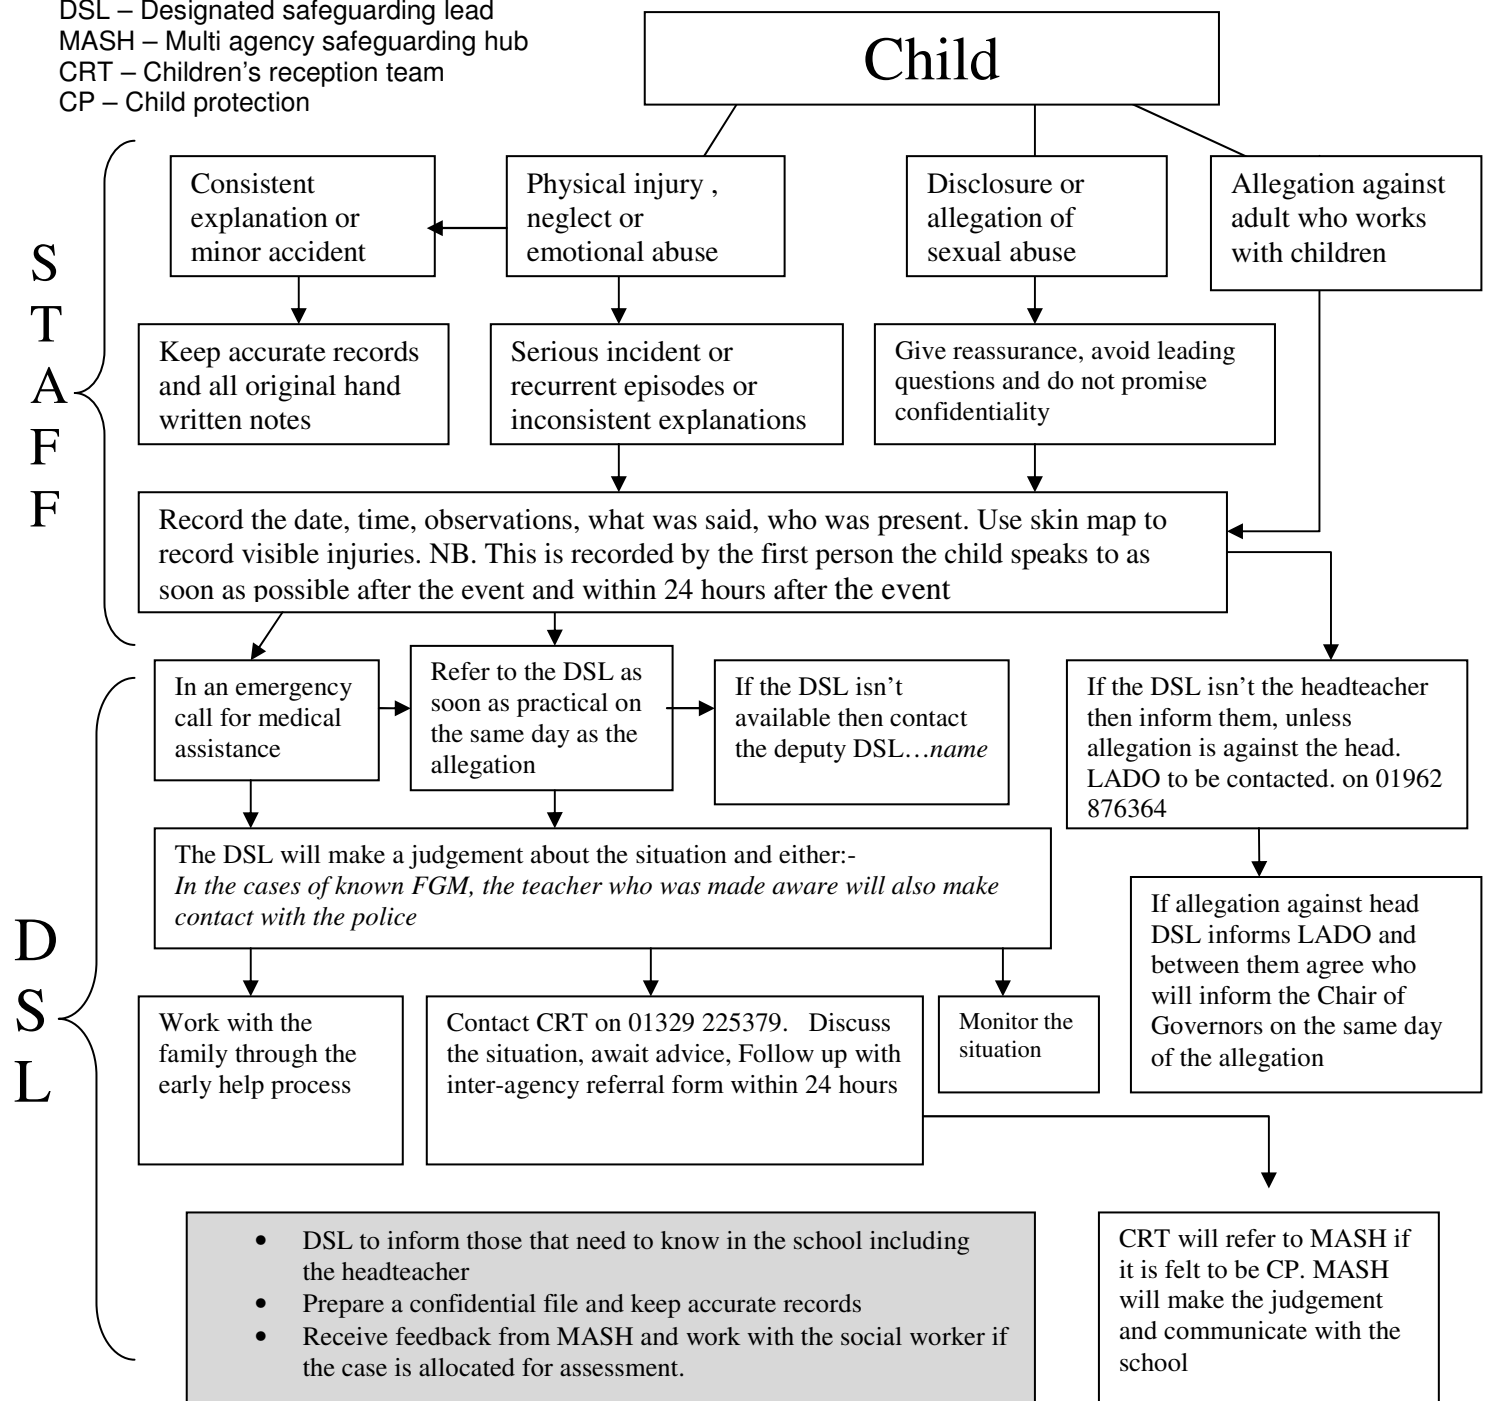 DSL – Designated safeguarding lead
MASH – Multi agency safeguarding hub
CRT – Children's reception team
CP – Child protection
Child
Consistent
explanation or
minor accident
Physical injury ,
neglect or
emotional abuse
Disclosure or
allegation of
sexual abuse
Allegation against
adult who works
with children
S
T
A
F
F
Keep accurate records
and all original hand
written notes
Serious incident or
recurrent episodes or
inconsistent explanations
Give reassurance, avoid leading
questions and do not promise
confidentiality
Record the date, time, observations, what was said, who was present. Use skin map to
record visible injuries. NB. This is recorded by the first person the child speaks to as
soon as possible after the event and within 24 hours after the event
In an emergency
call for medical
assistance
Refer to the DSL as
soon as practical on
the same day as the
allegation
If the DSL isn't
available then contact
the deputy DSL…name
If the DSL isn't the headteacher
then inform them, unless
allegation is against the head.
LADO to be contacted. on 01962
876364
The DSL will make a judgement about the situation and either:-
In the cases of known FGM, the teacher who was made aware will also make
contact with the police
If allegation against head
DSL informs LADO and
between them agree who
will inform the Chair of
Governors on the same day
of the allegation
D
S
L
Work with the
family through the
early help process
Contact CRT on 01329 225379. Discuss
the situation, await advice, Follow up with
inter-agency referral form within 24 hours
Monitor the
situation
• DSL to inform those that need to know in the school including
the headteacher
• Prepare a confidential file and keep accurate records
• Receive feedback from MASH and work with the social worker if
the case is allocated for assessment.
CRT will refer to MASH if
it is felt to be CP. MASH
will make the judgement
and communicate with the
school